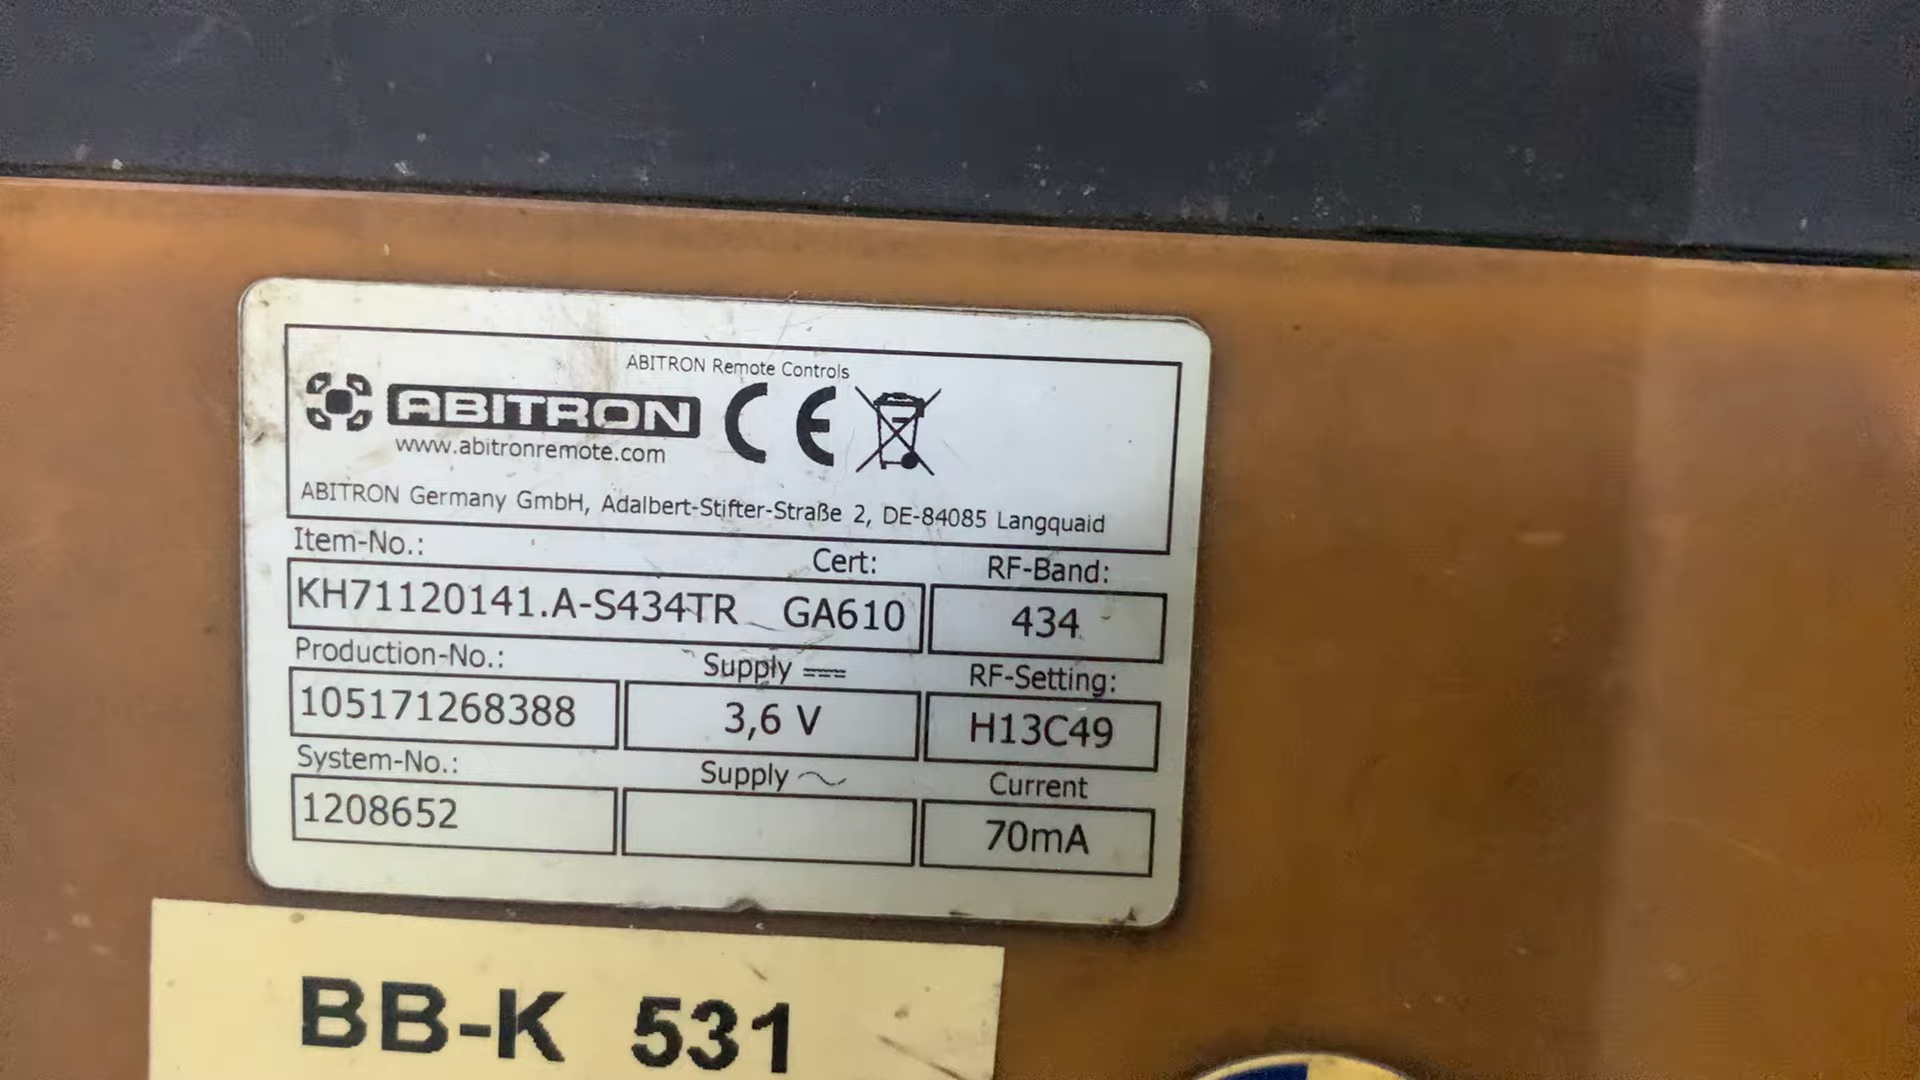 ABITRON Remote Controls
ABITRON CE
www.abitronremote.com
ABITRON Germany GmbH, Adalbert-Stifter-Straße 2, DE-84085 Langquaid
Item-No.: Cert: RF-Band:
KH71120141.A-S434TR GA610 434
Production-No.: Supply RF-Setting:
105171268388 3,6 V H13C49
System-No.: Supply Current
1208652 70mA
BB-K 531